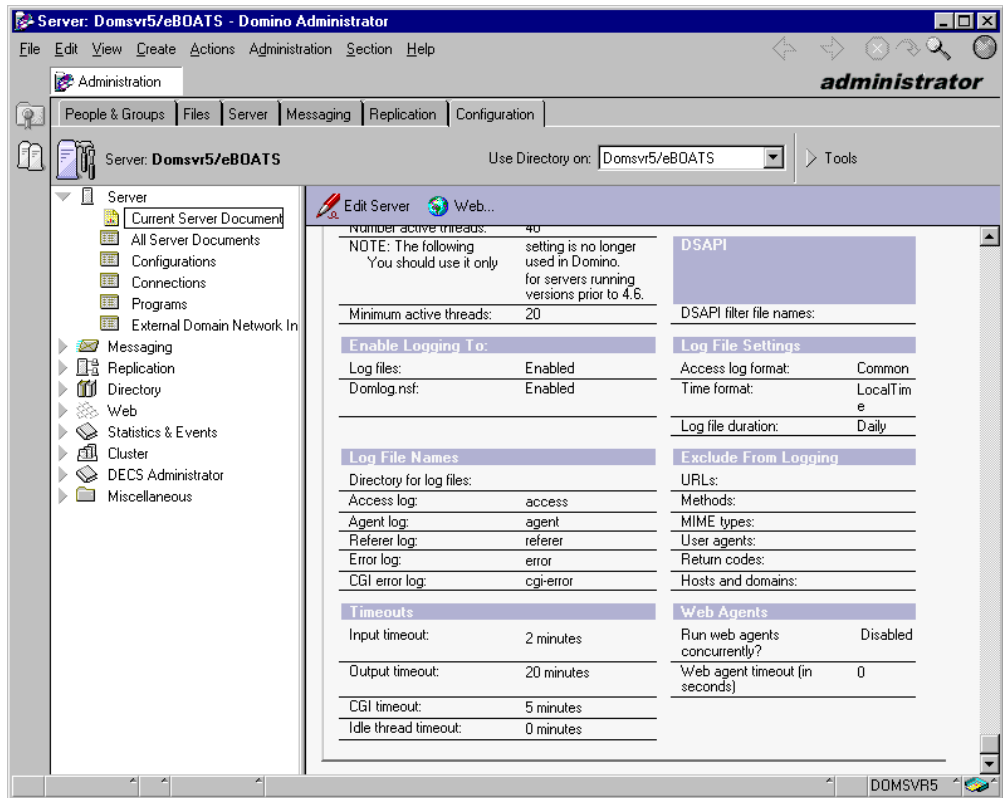 Server: Domsvr5/eBOATS - Domino Administrator
File Edit View Create Actions Administration Section Help
Administration
administrator
People & Groups Files Server Messaging Replication Configuration
Server: Domsvr5/eBOATS
Use Directory on: Domsvr5/eBOATS
Tools
Server
Current Server Document
All Server Documents
Configurations
Connections
Programs
External Domain Network In
Messaging
Replication
Directory
Web
Statistics & Events
Cluster
DECS Administrator
Miscellaneous
Edit Server Web...
Number active threads: 40
NOTE: The following setting is no longer
You should use it only used in Domino.
for servers running
versions prior to 4.6.
Minimum active threads: 20
DSAPI
DSAPI filter file names:
Enable Logging To:
Log files: Enabled
Domlog.nsf: Enabled
Log File Settings
Access log format: Common
Time format: LocalTim
e
Log file duration: Daily
Log File Names
Directory for log files:
Access log: access
Agent log: agent
Referer log: referer
Error log: error
CGI error log: cgi-error
Exclude From Logging
URLs:
Methods:
MIME types:
User agents:
Return codes:
Hosts and domains:
Timeouts
Input timeout: 2 minutes
Output timeout: 20 minutes
CGI timeout: 5 minutes
Idle thread timeout: 0 minutes
Web Agents
Run web agents Disabled
concurrently?
Web agent timeout (in 0
seconds)
DOMSVR5